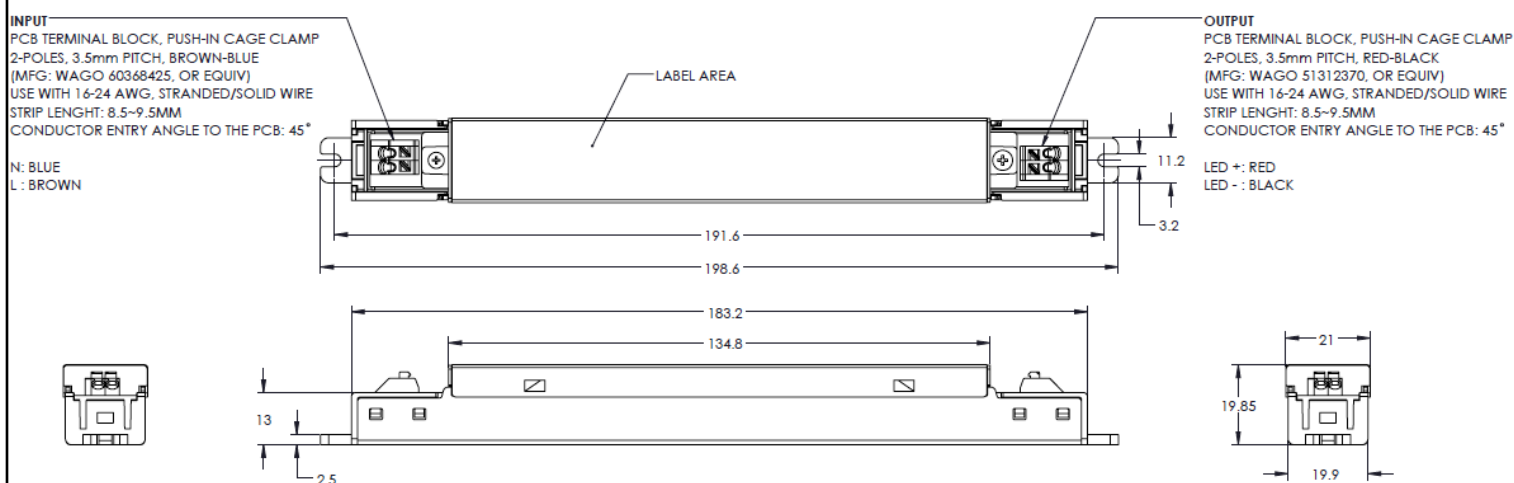 INPUT
PCB TERMINAL BLOCK, PUSH-IN CAGE CLAMP
2-POLES, 3.5mm PITCH, BROWN-BLUE
(MFG: WAGO 60368425, OR EQUIV)
USE WITH 16-24 AWG, STRANDED/SOLID WIRE
STRIP LENGHT: 8.5~9.5MM
CONDUCTOR ENTRY ANGLE TO THE PCB: 45°
N: BLUE
L : BROWN
LABEL AREA
OUTPUT
PCB TERMINAL BLOCK, PUSH-IN CAGE CLAMP
2-POLES, 3.5mm PITCH, RED-BLACK
(MFG: WAGO 51312370, OR EQUIV)
USE WITH 16-24 AWG, STRANDED/SOLID WIRE
STRIP LENGHT: 8.5~9.5MM
CONDUCTOR ENTRY ANGLE TO THE PCB: 45°
LED +: RED
LED - : BLACK
11.2
3.2
191.6
198.6
183.2
134.8
13
2.5
21
19.85
19.9